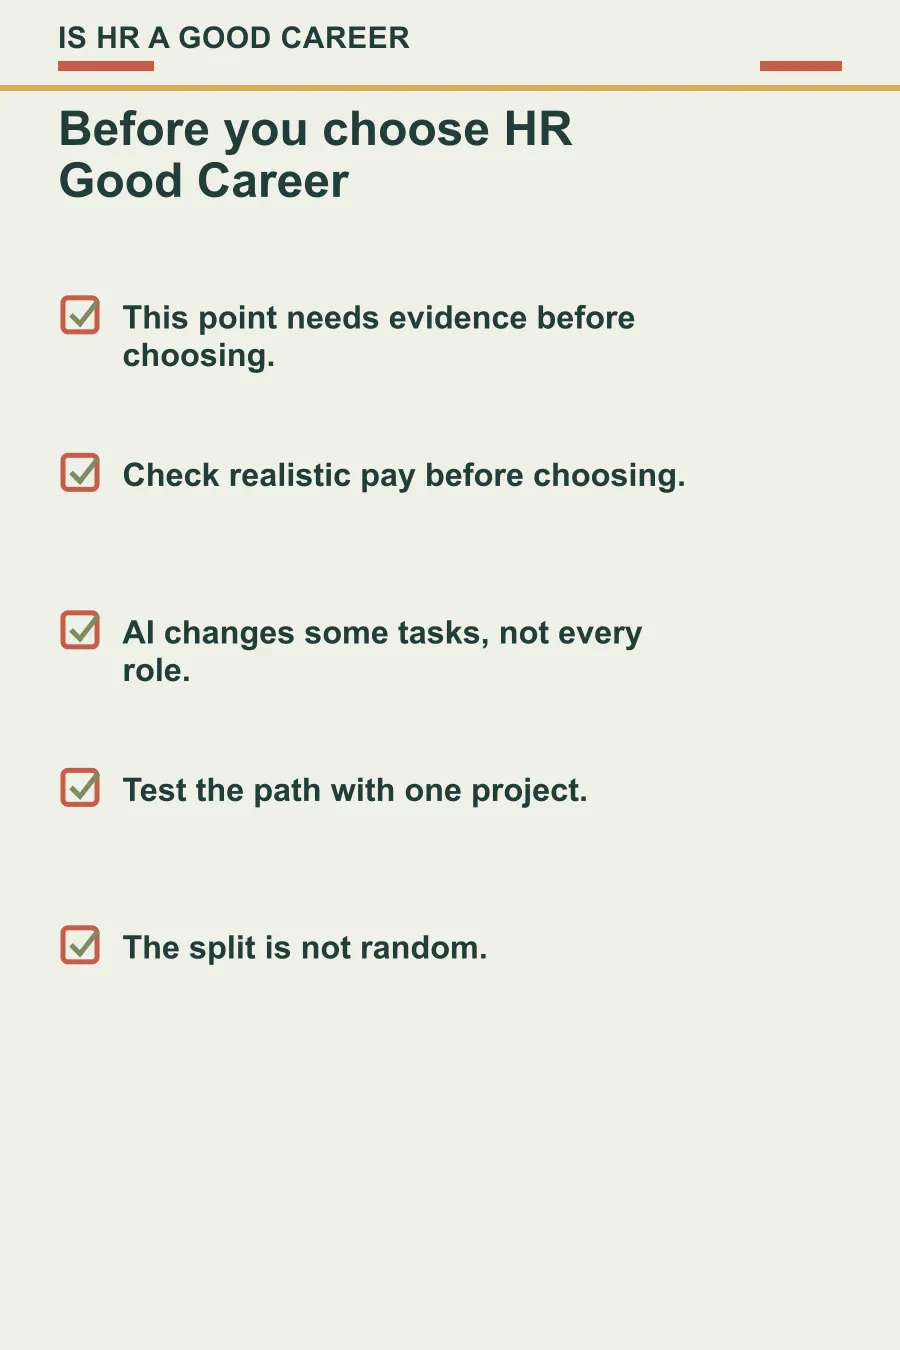 IS HR A GOOD CAREER
Before you choose HR
Good Career
This point needs evidence before
choosing.
Check realistic pay before choosing.
AI changes some tasks, not every
role.
Test the path with one project.
The split is not random.